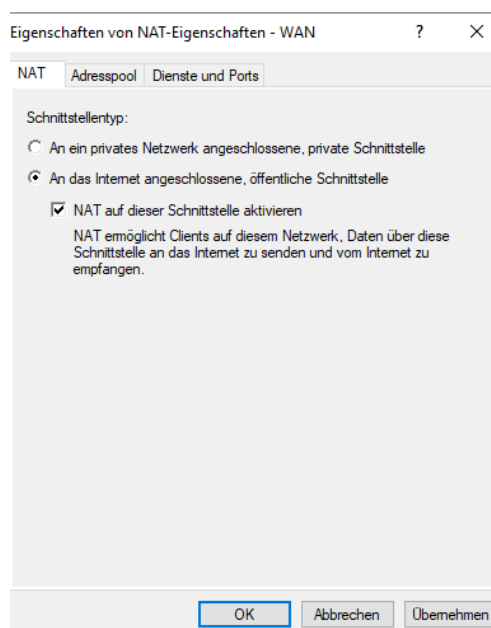 Eigenschaften von NAT-Eigenschaften - WAN ? X
NAT Adresspool Dienste und Ports
Schnittstellentyp:
An ein privates Netzwerk angeschlossene, private Schnittstelle
An das Internet angeschlossene, öffentliche Schnittstelle
NAT auf dieser Schnittstelle aktivieren
NAT ermöglicht Clients auf diesem Netzwerk, Daten über diese
Schnittstelle an das Internet zu senden und vom Internet zu
empfangen.
OK Abbrechen Übernehmen